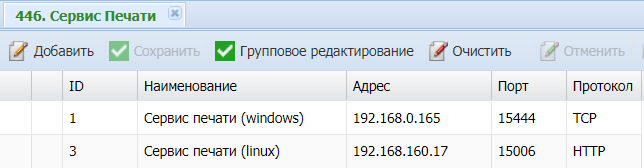 446. Сервис Печати
Добавить Сохранить Групповое редактирование Очистить Отменить
ID Наименование Адрес Порт Протокол
1 Сервис печати (windows) 192.168.0.165 15444 TCP
3 Сервис печати (linux) 192.168.160.17 15006 HTTP